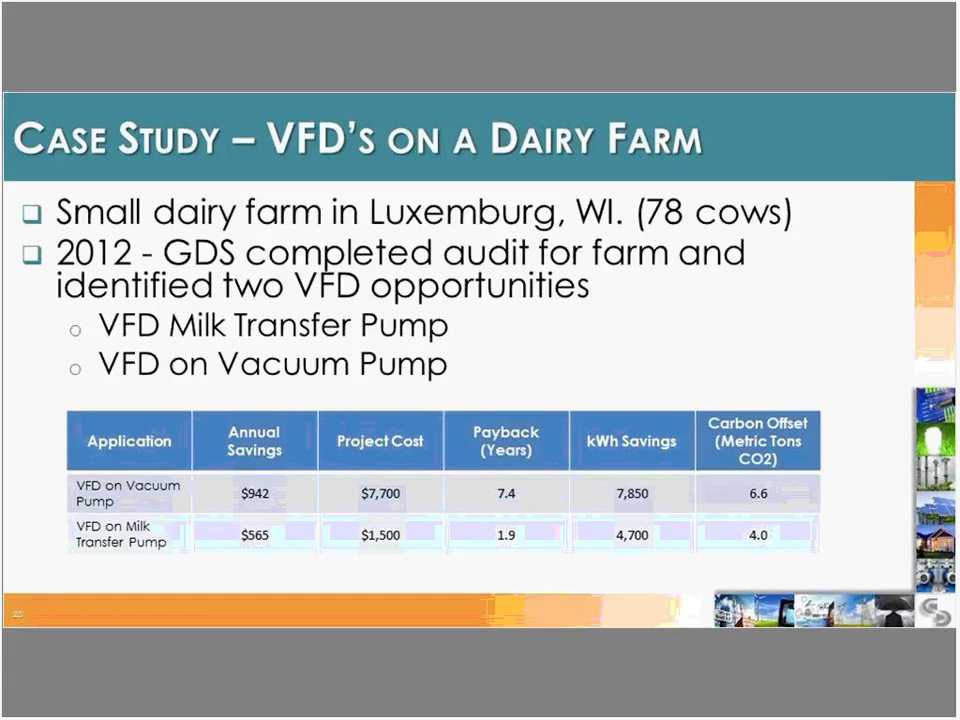 CASE STUDY – VFD'S ON A DAIRY FARM
Small dairy farm in Luxemburg, WI. (78 cows)
2012 - GDS completed audit for farm and
identified two VFD opportunities
VFD Milk Transfer Pump
VFD on Vacuum Pump
Application Annual Savings Project Cost Payback (Years) kWh Savings Carbon Offset (Metric Tons CO2)
VFD on Vacuum Pump $942 $7,700 7.4 7,850 6.6
VFD on Milk Transfer Pump $565 $1,500 1.9 4,700 4.0